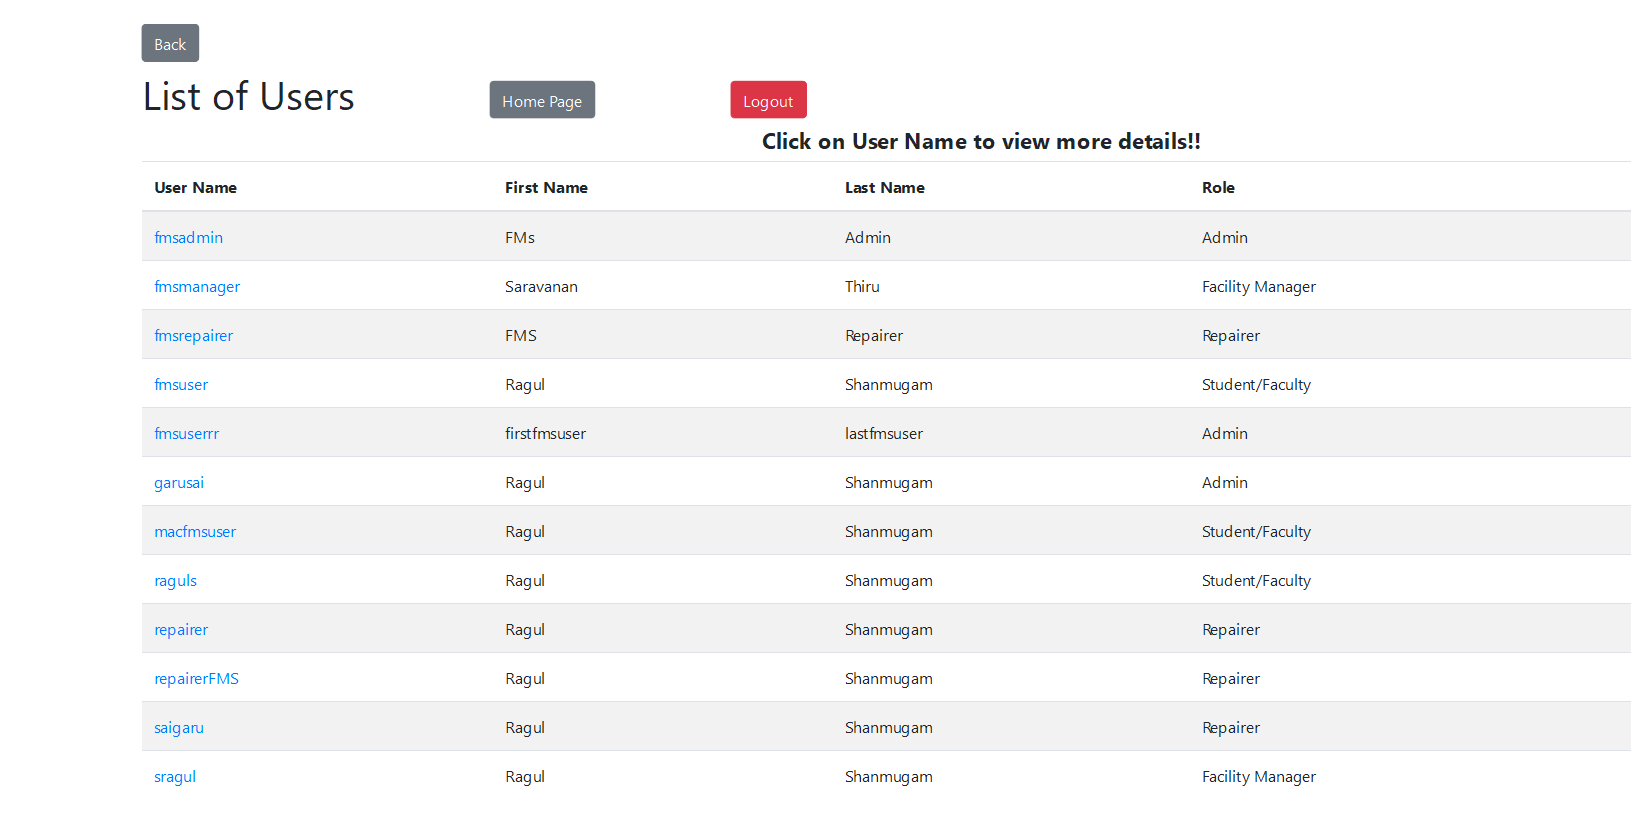 Back
List of Users Home Page Logout
Click on User Name to view more details!!
User Name First Name Last Name Role
fmsadmin FMs Admin Admin
fmsmanager Saravanan Thiru Facility Manager
fmsrepairer FMS Repairer Repairer
fmsuser Ragul Shanmugam Student/Faculty
fmsuserrr firstfmsuser lastfmsuser Admin
garusai Ragul Shanmugam Admin
macfmsuser Ragul Shanmugam Student/Faculty
raguls Ragul Shanmugam Student/Faculty
repairer Ragul Shanmugam Repairer
repairerFMS Ragul Shanmugam Repairer
saigaru Ragul Shanmugam Repairer
sragul Ragul Shanmugam Facility Manager